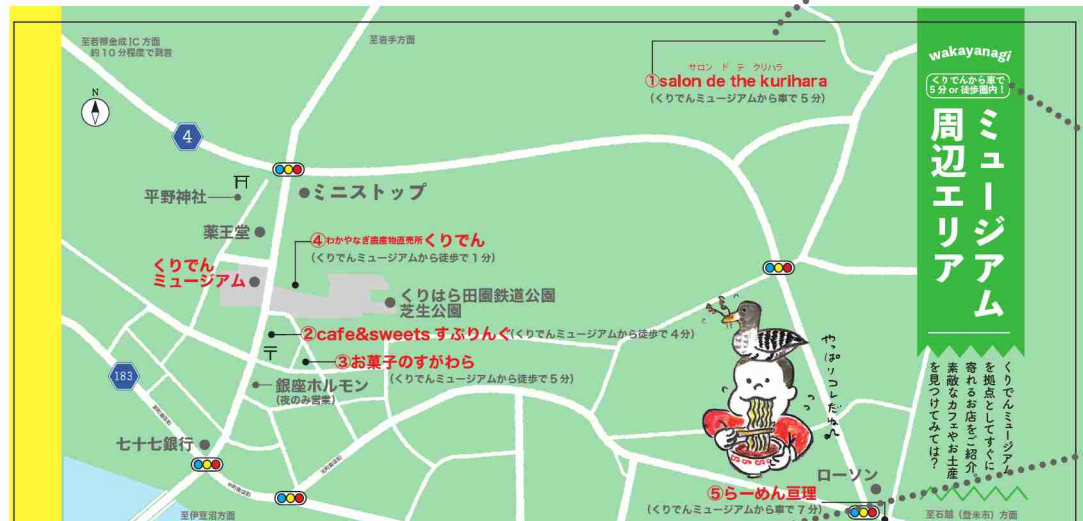 至若柳金成IC方面
約10分程度で到着
至岩手方面
サロン ド テ クリハラ
①salon de the kurihara
(くりでんミュージアムから車で5分)
wakayanagi
くりでんから車で
5分or徒歩圏内！
ミュージアム
周辺エリア
N
4
平野神社
ミニストップ
薬王堂
④わかやなぎ農産物直売所くりでん
(くりでんミュージアムから徒歩で1分)
くりでん
ミュージアム
くりはら田園鉄道公園
芝生公園
②cafe&sweets すぷりんぐ(くりでんミュージアムから徒歩で4分)
〒
③お菓子のすがわら
(くりでんミュージアムから徒歩で5分)
183
銀座ホルモン
(夜のみ営業)
七十七銀行
やっぱりコレだね
くりでんミュージアム
を拠点としてすぐに
寄れるお店をご紹介。
素敵なカフェやお土産
を見つけてみては？
ローソン
⑤らーめん亘理
(くりでんミュージアムから車で7分)
至伊豆沼方面
至石越（登米市）方面